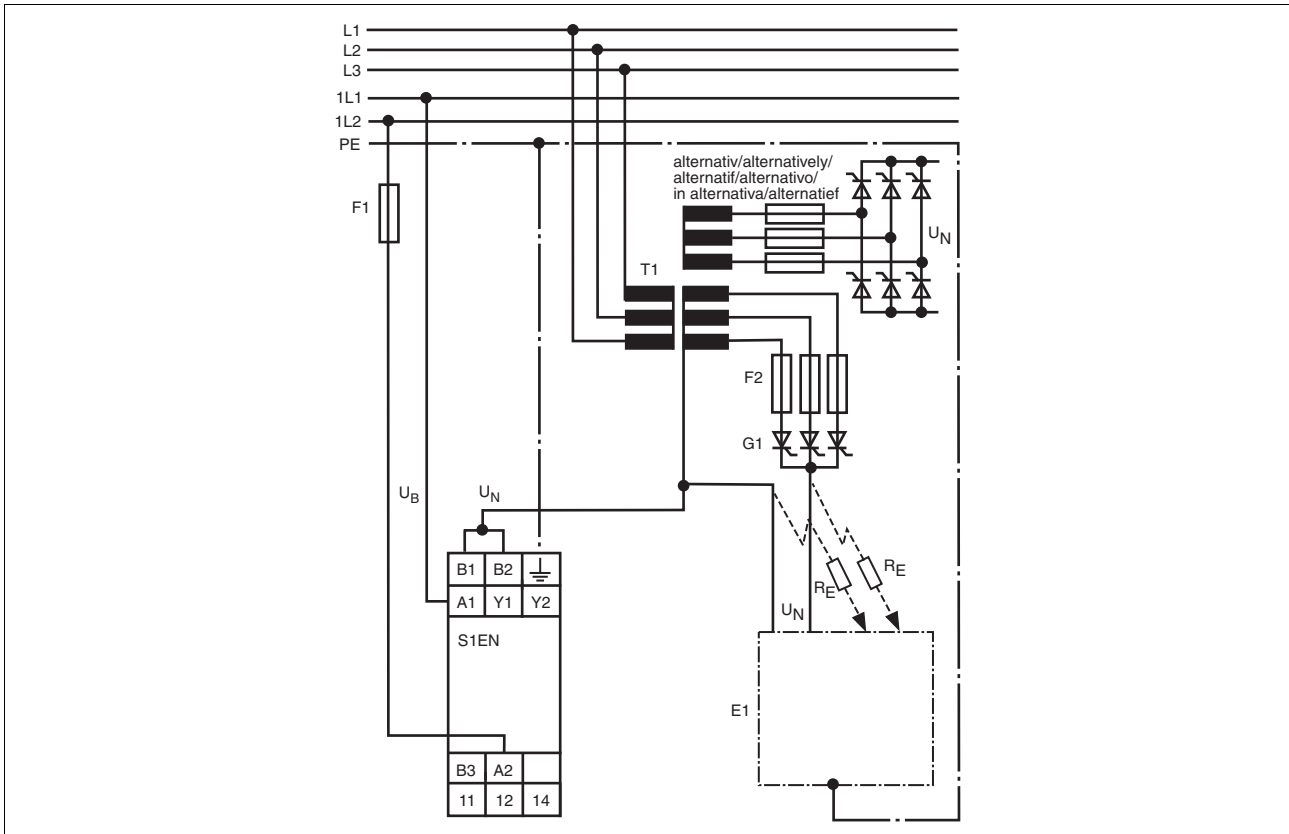 L1
L2
L3
1L1
1L2
PE
alternativ/alternatively/
alternatif/alternativo/
in alternativa/alternatief
F1
UN
T1
F2
G1
UB
UN
B1 B2
RE
RE
A1 Y1 Y2
UN
S1EN
E1
B3 A2
11 12 14